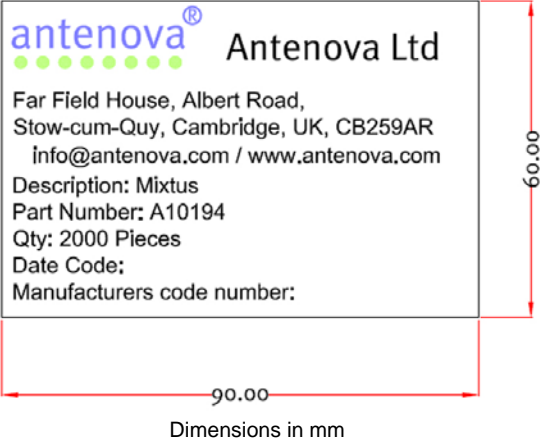 antenova®
Antenova Ltd
Far Field House, Albert Road,
Stow-cum-Quy, Cambridge, UK, CB259AR
info@antenova.com / www.antenova.com
Description: Mixtus
Part Number: A10194
Qty: 2000 Pieces
Date Code:
Manufacturers code number:
60.00
90.00
Dimensions in mm